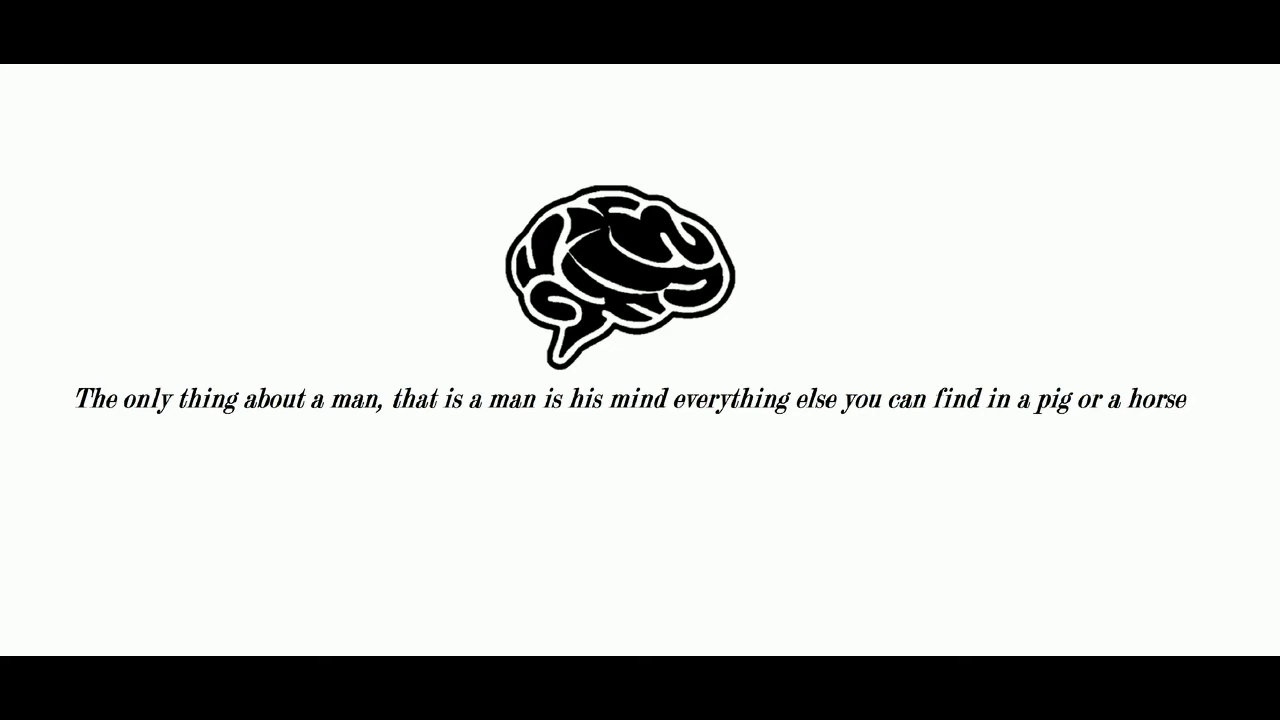 The only thing about a man, that is a man is his mind everything else you can find in a pig or a horse